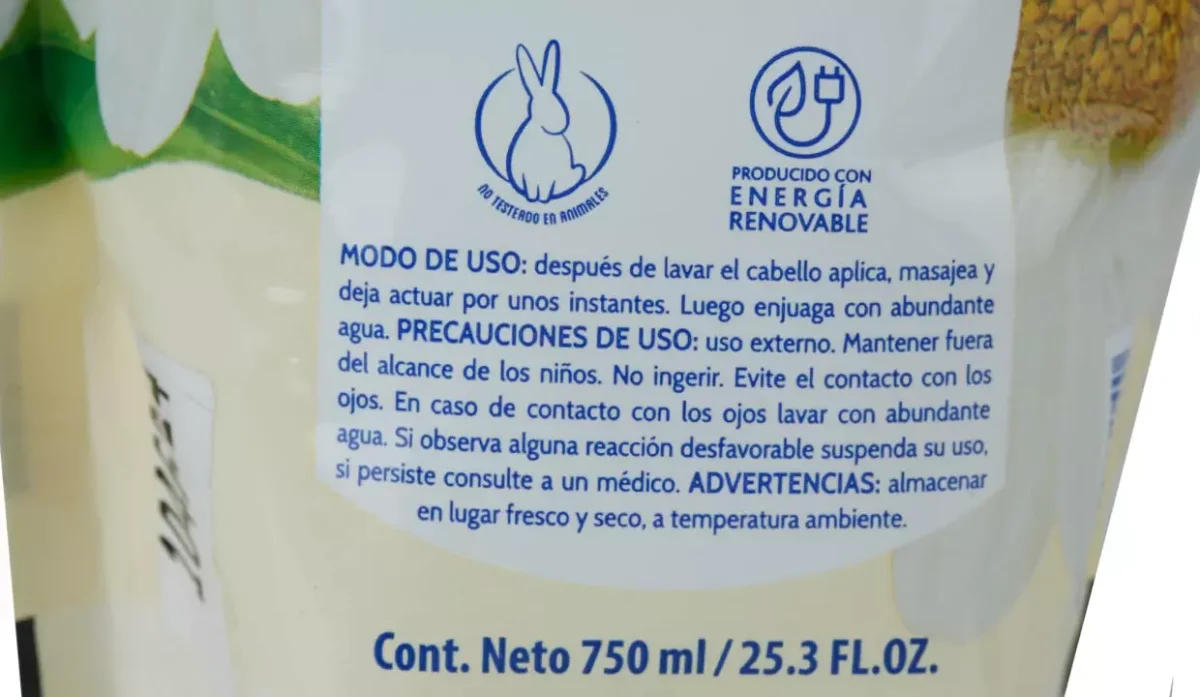 NO TESTEADO EN ANIMALES
PRODUCIDO CON
ENERGÍA
RENOVABLE
MODO DE USO: después de lavar el cabello aplica, masajea y
deja actuar por unos instantes. Luego enjuaga con abundante
agua. PRECAUCIONES DE USO: uso externo. Mantener fuera
del alcance de los niños. No ingerir. Evite el contacto con los
ojos. En caso de contacto con los ojos lavar con abundante
agua. Si observa alguna reacción desfavorable suspenda su uso,
si persiste consulte a un médico. ADVERTENCIAS: almacenar
en lugar fresco y seco, a temperatura ambiente.
Cont. Neto 750 ml / 25.3 FL.OZ.